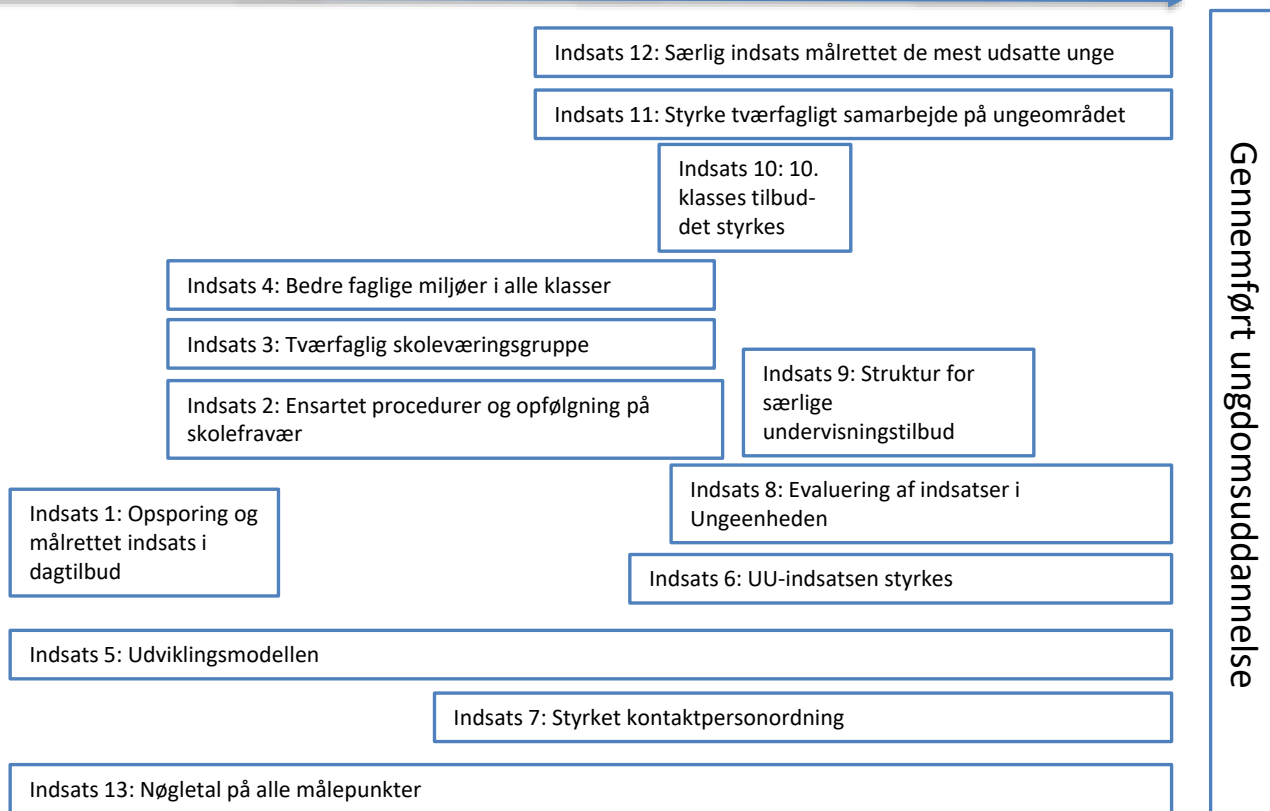 Indsats 12: Særlig indsats målrettet de mest udsatte unge
Indsats 11: Styrke tværfagligt samarbejde på ungeområdet
Indsats 10: 10.
klasses tilbud-
det styrkes
Indsats 4: Bedre faglige miljøer i alle klasser
Indsats 3: Tværfaglig skoleværingsgruppe
Indsats 2: Ensartet procedurer og opfølgning på
skolefravær
Indsats 9: Struktur for
særlige
undervisningstilbud
Indsats 8: Evaluering af indsatser i
Ungeenheden
Indsats 1: Opsporing og
målrettet indsats i
dagtilbud
Indsats 6: UU-indsatsen styrkes
Indsats 5: Udviklingsmodellen
Indsats 7: Styrket kontaktpersonordning
Indsats 13: Nøgletal på alle målepunkter
Gennemført ungdomsuddannelse